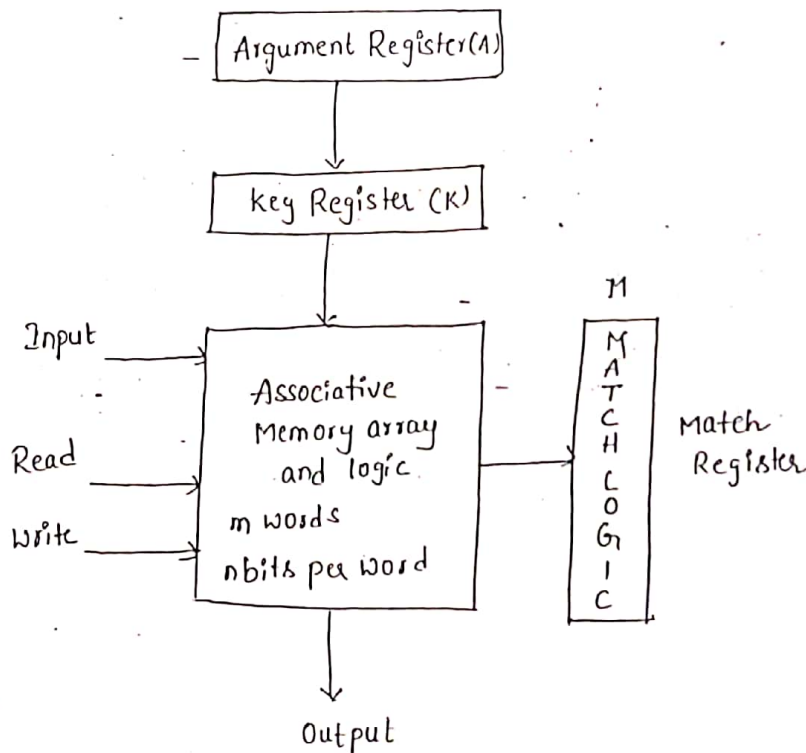 Argument Register(A)
key Register (K)
M
Input
Read
Write
Associative
Memory array
and logic
m words
nbits per word
MATCH LOGIC
Match
Register
Output